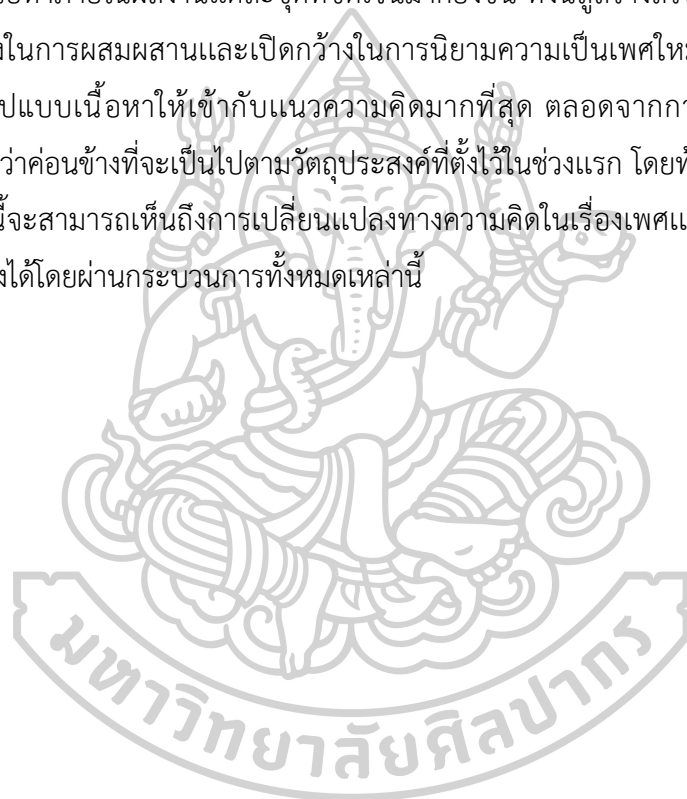 ในการผสมผสานและเปิดกว้างในการนิยามความเป็นเพศใหม่
รูปแบบเนื้อหาให้เข้ากับแนวความคิดมากที่สุด ตลอดจาก
ว่าค่อนข้างที่จะเป็นไปตามวัตถุประสงค์ที่ตั้งไว้ในช่วงแรก โดย
จะสามารถเห็นถึงการเปลี่ยนแปลงทางความคิดในเรื่องเพศ
ได้โดยผ่านกระบวนการทั้งหมดเหล่านี้
มหาวิทยาลัยศิลปากร